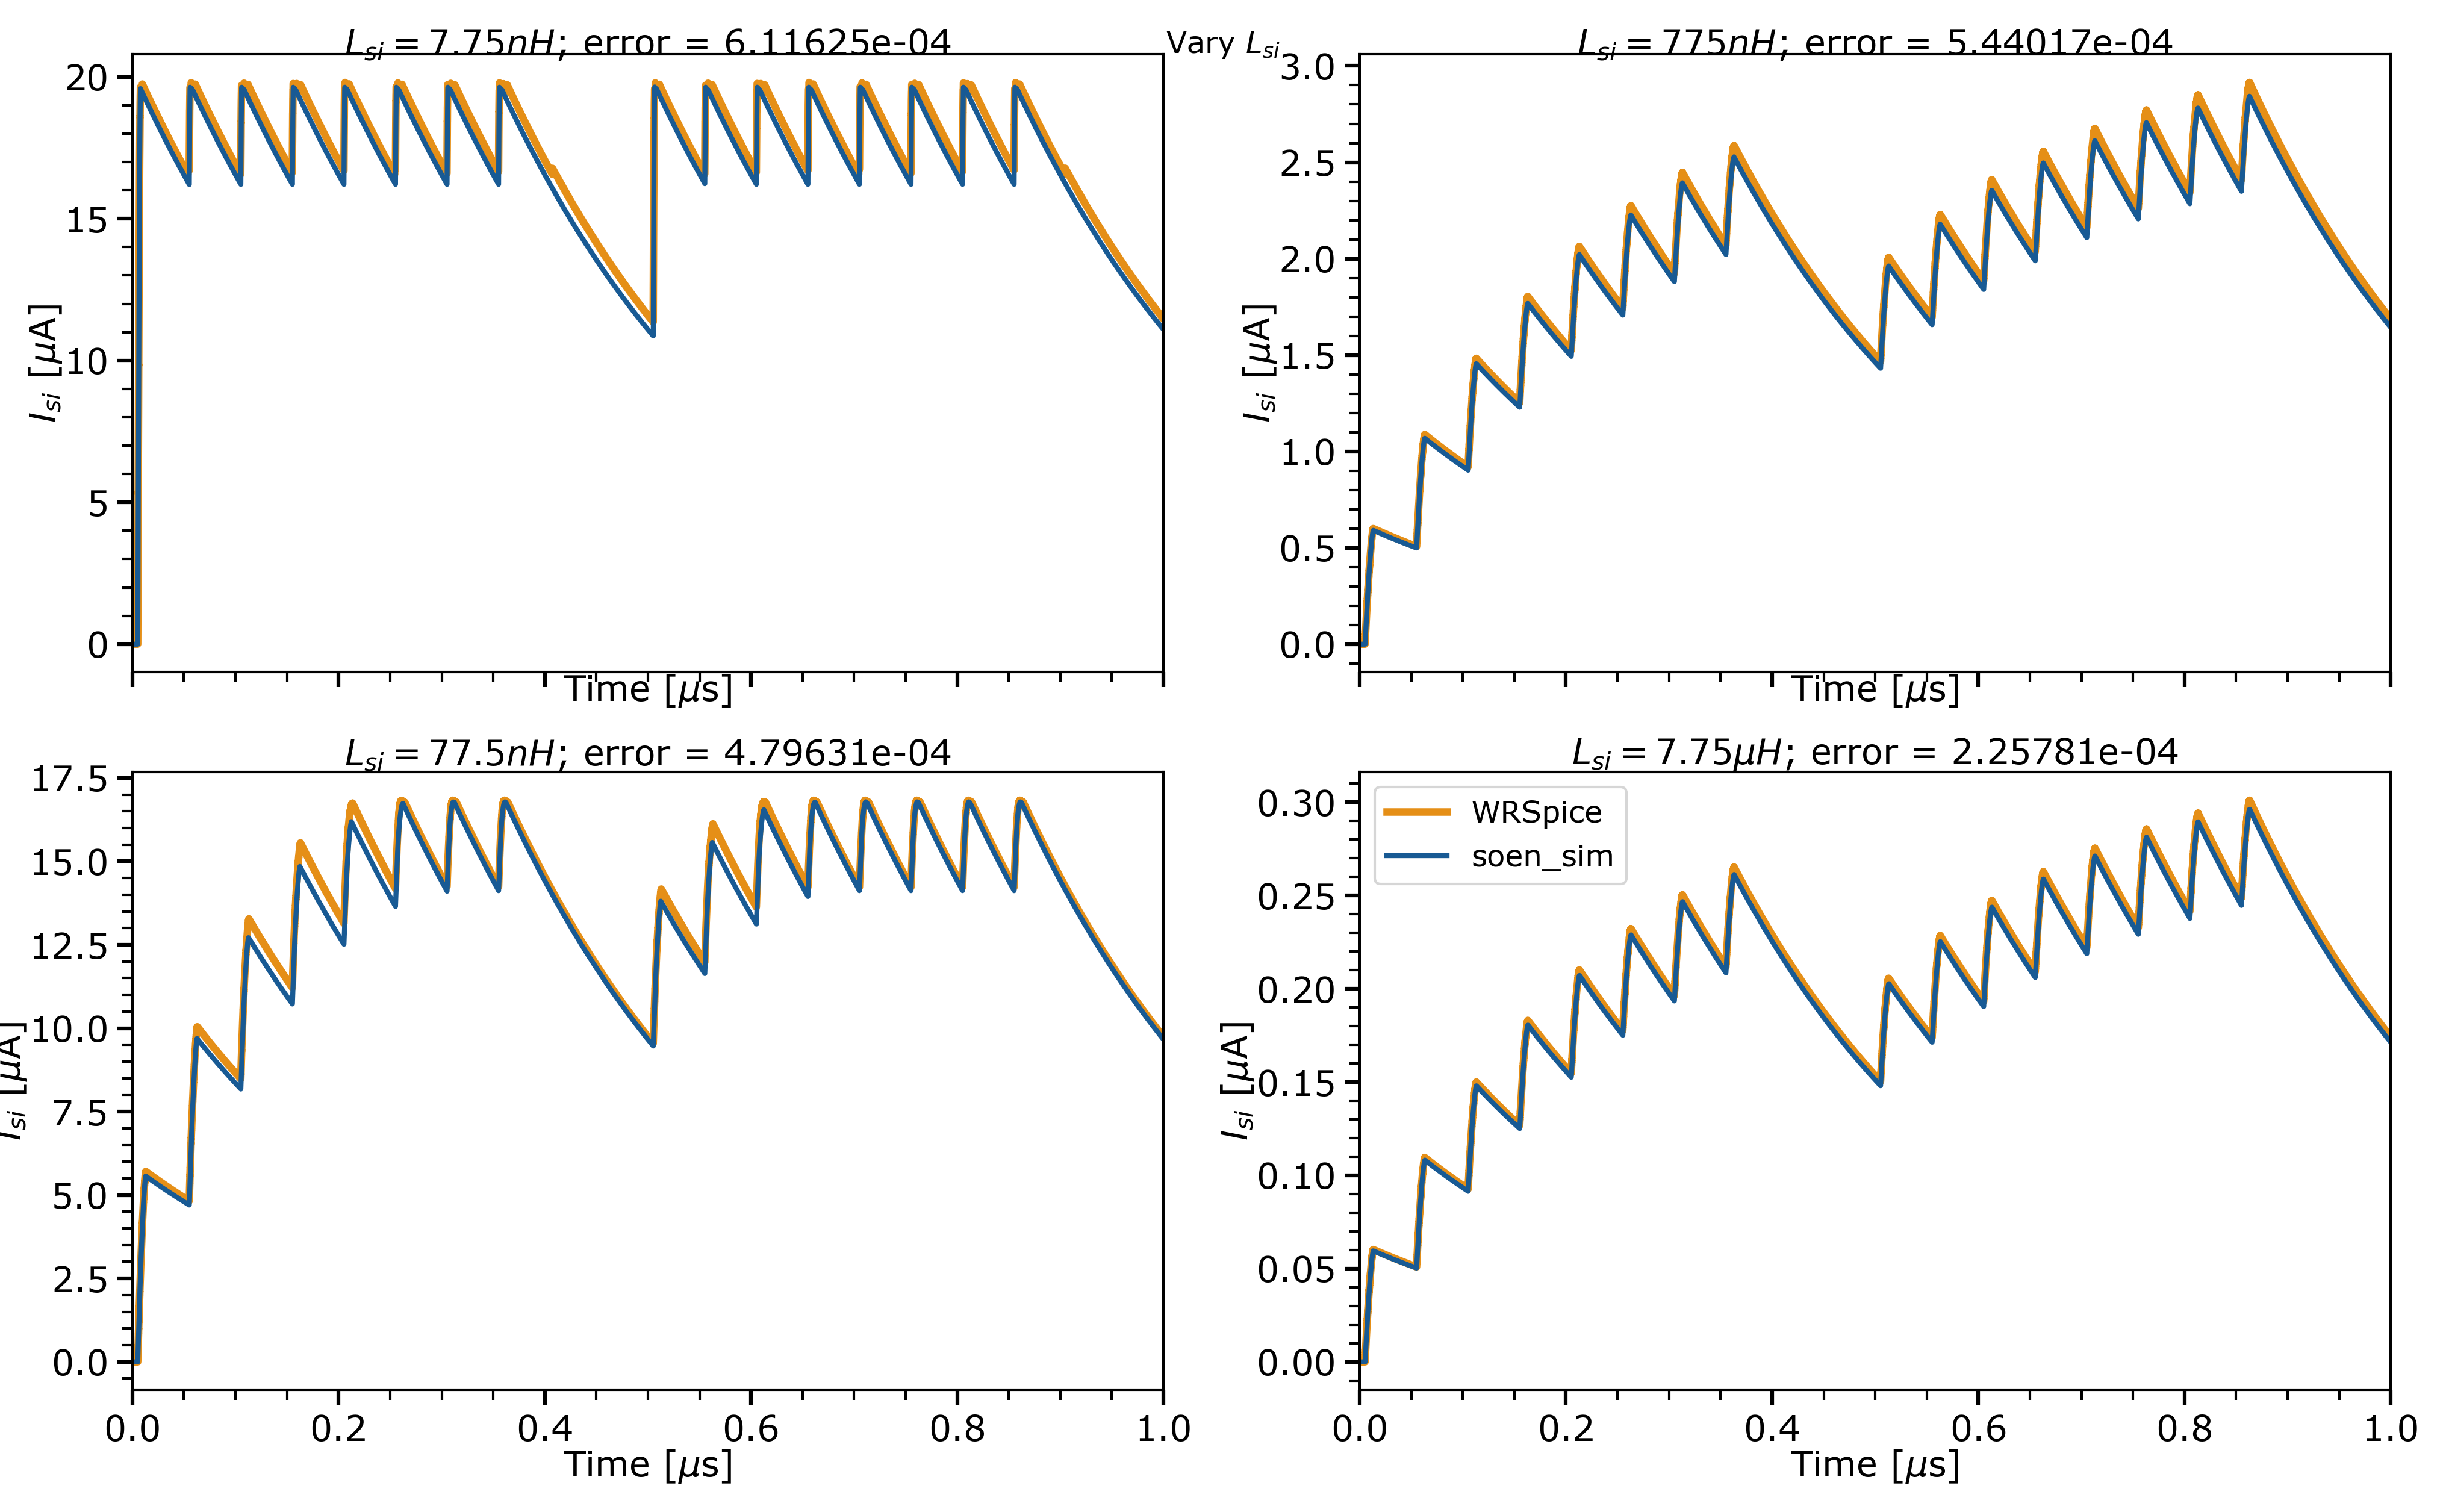 Vary L_si
L_si = 7.75nH; error = 6.11625e-04
20
15
10
5
0
I_si [μA]
Time [μs]
L_si = 775nH; error = 5.44017e-04
3.0
2.5
2.0
1.5
1.0
0.5
0.0
I_si [μA]
Time [μs]
L_si = 77.5nH; error = 4.79631e-04
17.5
15.0
12.5
10.0
7.5
5.0
2.5
0.0
I_si [μA]
0.0 0.2 0.4 0.6 0.8 1.0
Time [μs]
L_si = 7.75μH; error = 2.25781e-04
WRSpice
soen_sim
0.30
0.25
0.20
0.15
0.10
0.05
0.00
I_si [μA]
0.0 0.2 0.4 0.6 0.8 1.0
Time [μs]